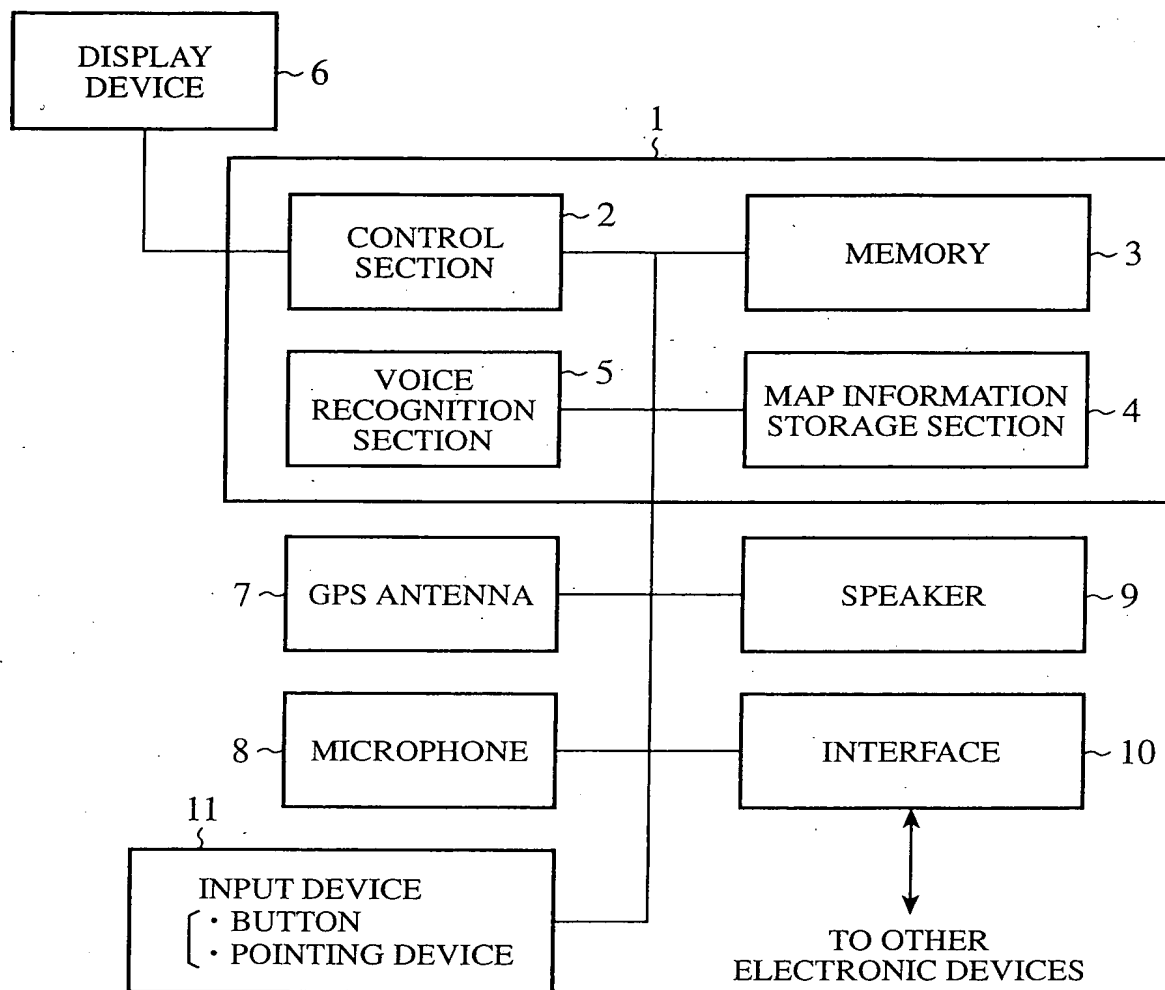 DISPLAY
DEVICE
6
1
CONTROL
SECTION
2
MEMORY
3
VOICE
RECOGNITION
SECTION
5
MAP INFORMATION
STORAGE SECTION
4
7
GPS ANTENNA
SPEAKER
9
8
MICROPHONE
INTERFACE
10
11
INPUT DEVICE
・BUTTON
・POINTING DEVICE
TO OTHER
ELECTRONIC DEVICES